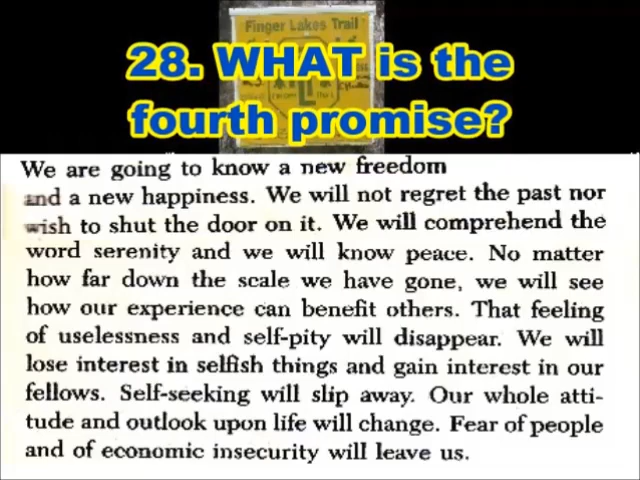 Finger Lakes Trail
28. WHAT is the
fourth promise?
We are going to know a new freedom
and a new happiness. We will not regret the past nor
wish to shut the door on it. We will comprehend the
word serenity and we will know peace. No matter
how far down the scale we have gone, we will see
how our experience can benefit others. That feeling
of uselessness and self-pity will disappear. We will
lose interest in selfish things and gain interest in our
fellows. Self-seeking will slip away. Our whole atti-
tude and outlook upon life will change. Fear of people
and of economic insecurity will leave us.